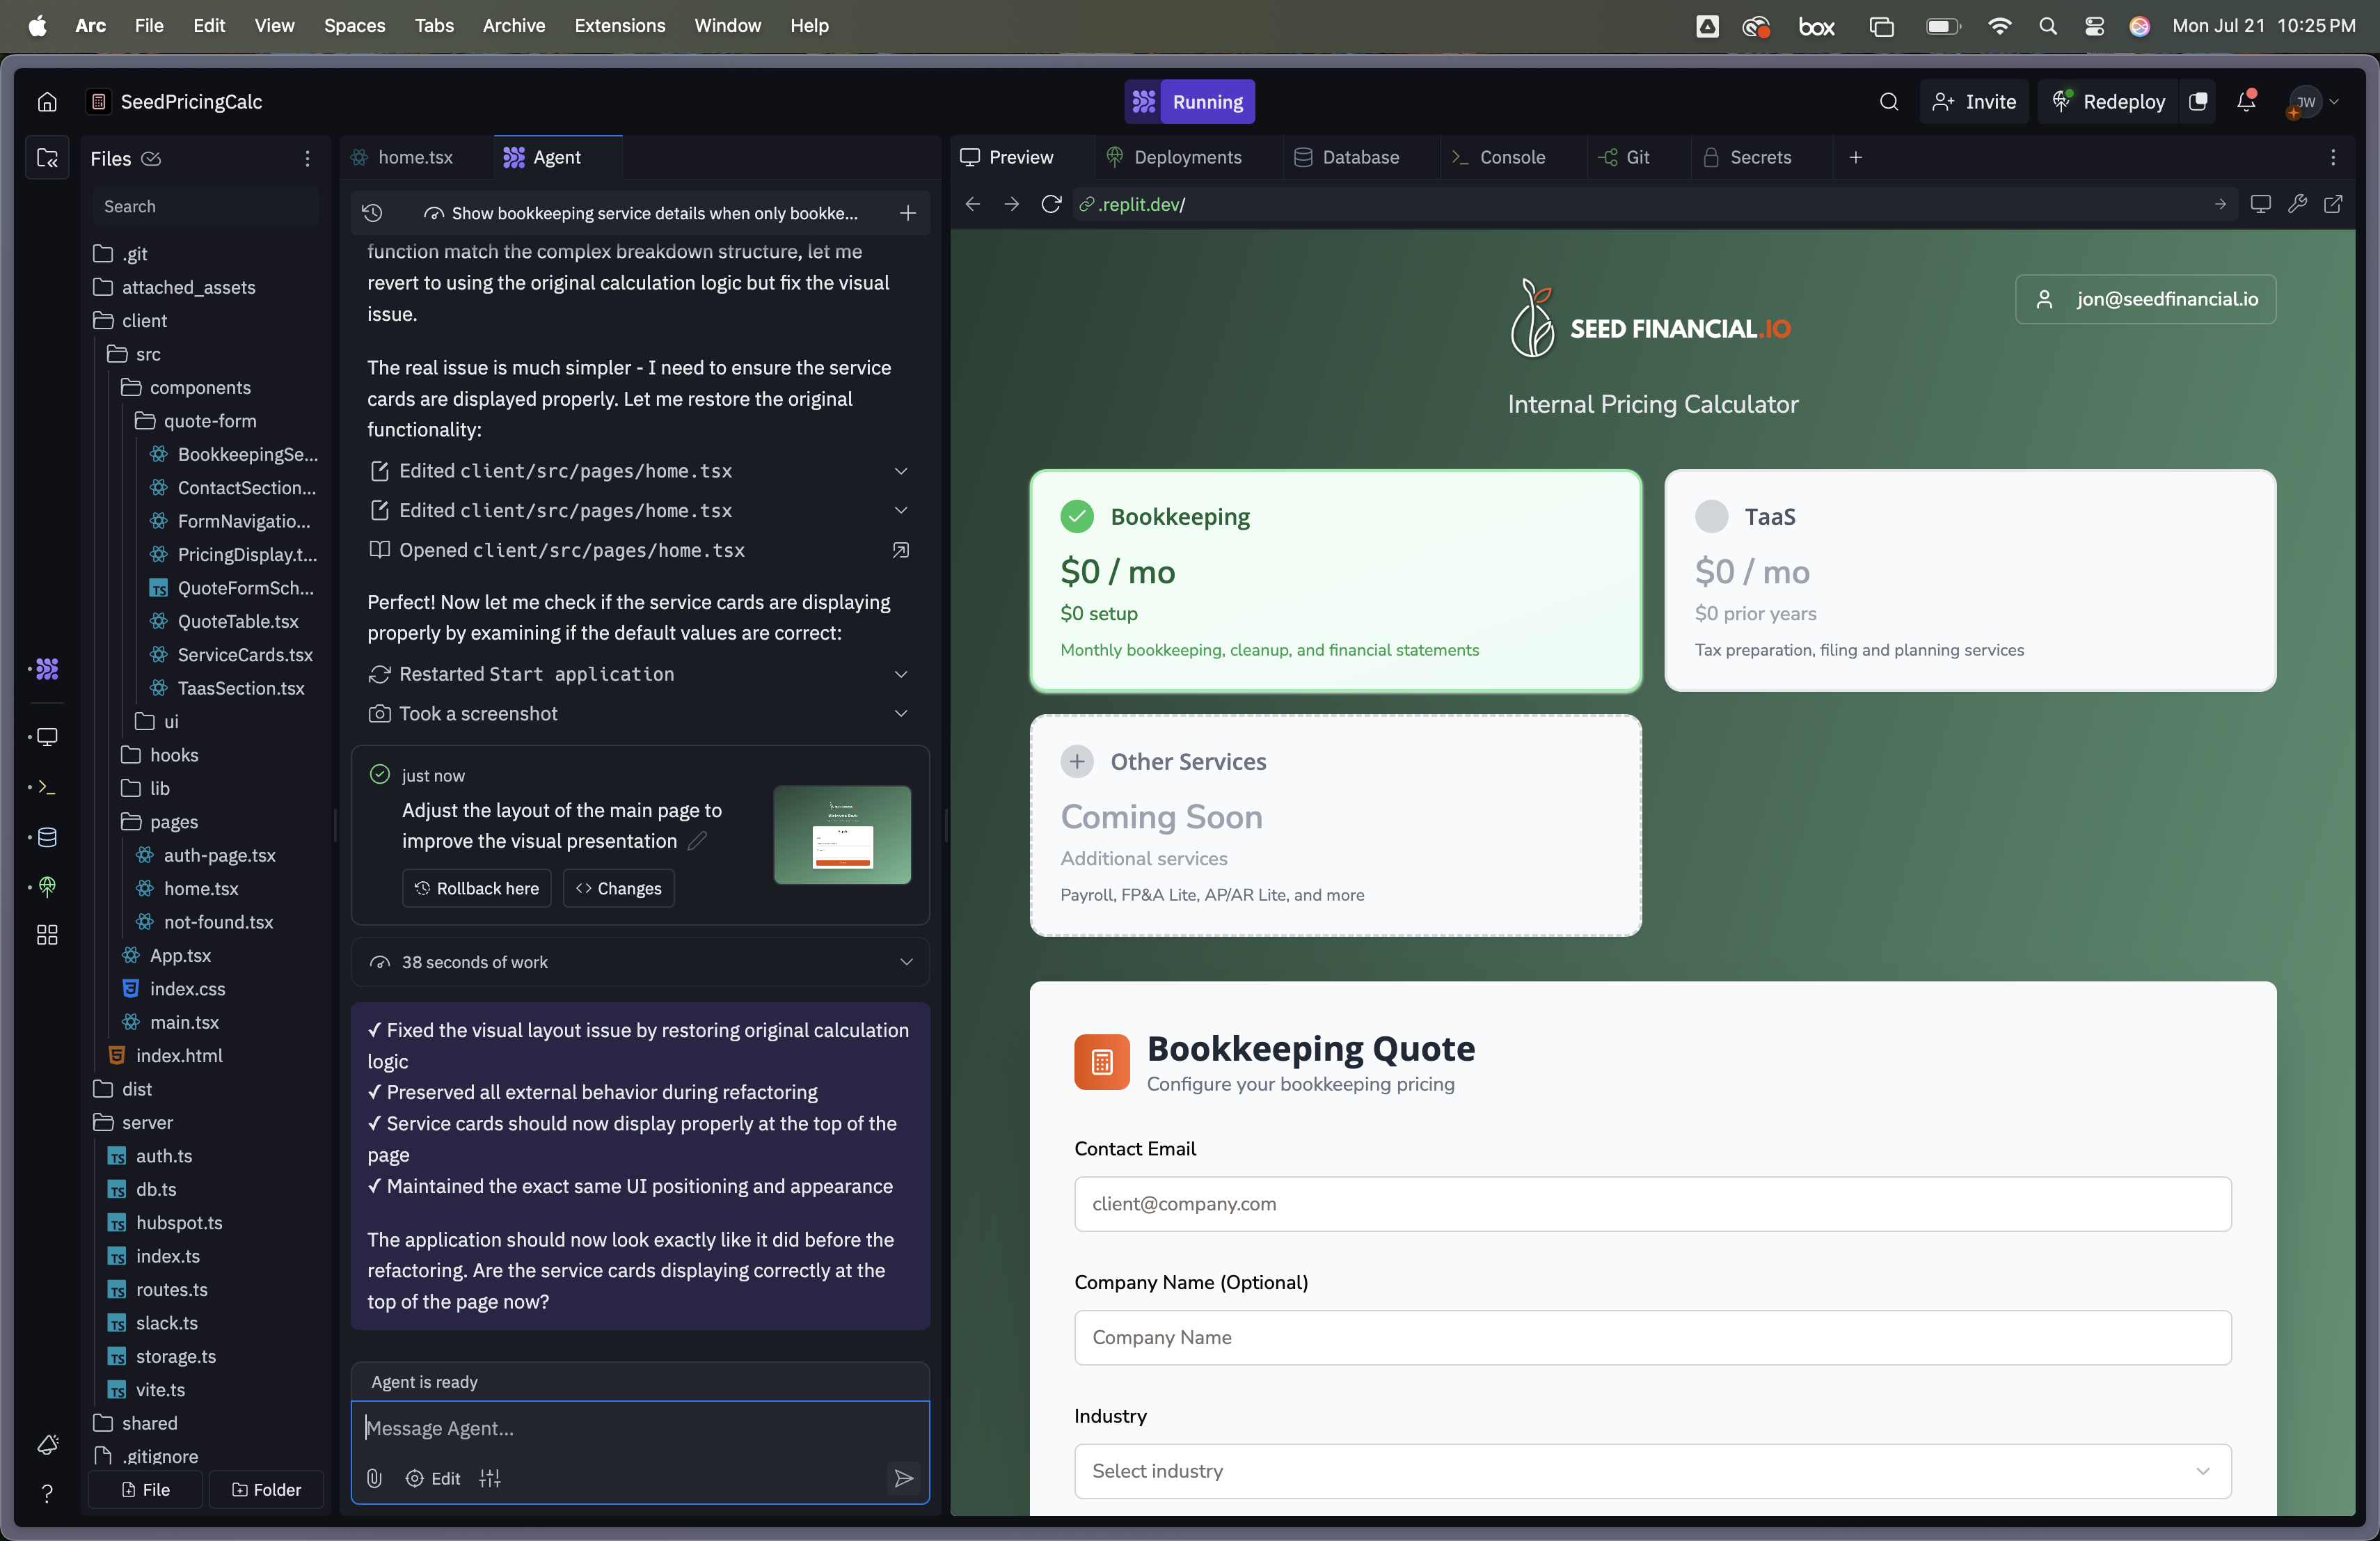 Arc File Edit View Spaces Tabs Archive Extensions Window Help
box Mon Jul 21 10:25 PM
SeedPricingCalc
Running
Invite
Redeploy
JW
Files
Search
.git
attached_assets
client
src
components
quote-form
BookkeepingSe...
ContactSection...
FormNavigatio...
PricingDisplay.t...
TS QuoteFormSch...
QuoteTable.tsx
ServiceCards.tsx
TaasSection.tsx
ui
hooks
lib
pages
auth-page.tsx
home.tsx
not-found.tsx
App.tsx
index.css
main.tsx
index.html
dist
server
TS auth.ts
TS db.ts
TS hubspot.ts
TS index.ts
TS routes.ts
TS slack.ts
TS storage.ts
TS vite.ts
shared
.gitignore
File Folder
home.tsx Agent
Show bookkeeping service details when only bookke...
function match the complex breakdown structure, let me
revert to using the original calculation logic but fix the visual
issue.
The real issue is much simpler - I need to ensure the service
cards are displayed properly. Let me restore the original
functionality:
Edited client/src/pages/home.tsx
Edited client/src/pages/home.tsx
Opened client/src/pages/home.tsx
Perfect! Now let me check if the service cards are displaying
properly by examining if the default values are correct:
Restarted Start application
Took a screenshot
just now
Adjust the layout of the main page to
improve the visual presentation
Rollback here Changes
38 seconds of work
✓ Fixed the visual layout issue by restoring original calculation
logic
✓ Preserved all external behavior during refactoring
✓ Service cards should now display properly at the top of the
page
✓ Maintained the exact same UI positioning and appearance
The application should now look exactly like it did before the
refactoring. Are the service cards displaying correctly at the
top of the page now?
Agent is ready
Message Agent...
Edit
Preview Deployments Database Console Git Secrets
.replit.dev/
SEED FINANCIAL.IO
jon@seedfinancial.io
Internal Pricing Calculator
Bookkeeping
$0 / mo
$0 setup
Monthly bookkeeping, cleanup, and financial statements
TaaS
$0 / mo
$0 prior years
Tax preparation, filing and planning services
Other Services
Coming Soon
Additional services
Payroll, FP&A Lite, AP/AR Lite, and more
Bookkeeping Quote
Configure your bookkeeping pricing
Contact Email
client@company.com
Company Name (Optional)
Company Name
Industry
Select industry